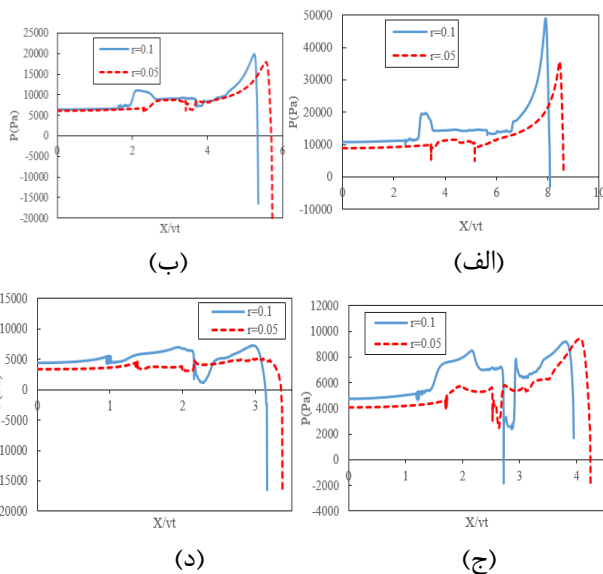 50000
40000
30000
20000
10000
0
10000
P(Pa)
r=0.1
r=.05
0 2 4 6 8 10
X/vt
(الف)
25000
20000
15000
10000
5000
0
-5000
-10000
-15000
-20000
P(Pa)
r=0.1
r=0.05
0 2 4 6
X/vt
(ب)
12000
10000
8000
6000
4000
2000
0
-2000
-4000
P(Pa)
r=0.1
r=0.05
0 1 2 3 4
X/vt
(ج)
15000
10000
5000
0
-5000
10000
15000
20000
r=0.1
r=0.05
0 1 2 3
X/vt
(د)